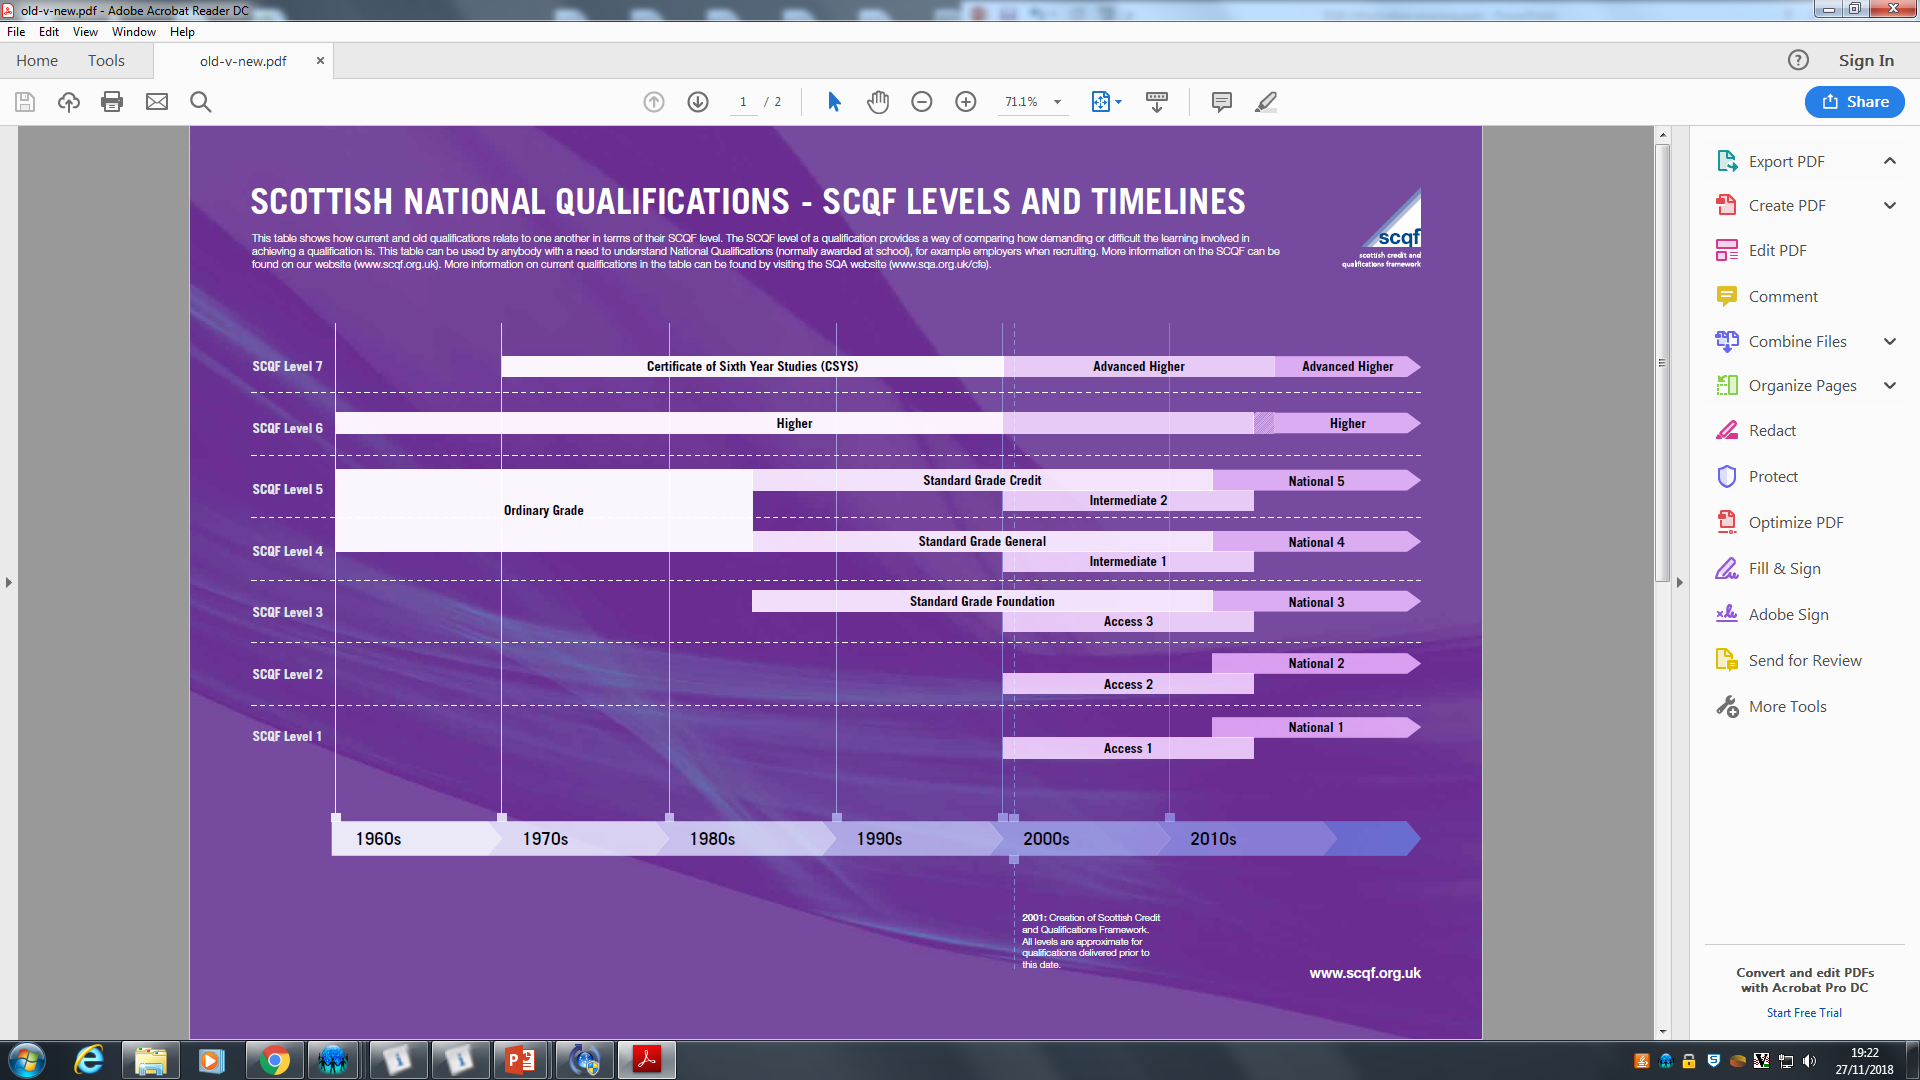 old-v-new.pdf - Adobe Acrobat Reader DC
File Edit View Window Help
Home Tools old-v-new.pdf × Sign In
1 / 2 71.1% Share
SCOTTISH NATIONAL QUALIFICATIONS - SCQF LEVELS AND TIMELINES
This table shows how current and old qualifications relate to one another in terms of their SCQF level. The SCQF level of a qualification provides a way of comparing how demanding or difficult the learning involved in
achieving a qualification is. This table can be used by anybody with a need to understand National Qualifications (normally awarded at school), for example employers when recruiting. More information on the SCQF can be
found on our website (www.scqf.org.uk). More information on current qualifications in the table can be found by visiting the SQA website (www.sqa.org.uk/cfe).
scqf
scottish credit and
qualifications framework
SCQF Level 7
Certificate of Sixth Year Studies (CSYS)
Advanced Higher
Advanced Higher
SCQF Level 6
Higher
Higher
SCQF Level 5
Standard Grade Credit
National 5
Intermediate 2
Ordinary Grade
SCQF Level 4
Standard Grade General
National 4
Intermediate 1
SCQF Level 3
Standard Grade Foundation
National 3
Access 3
SCQF Level 2
National 2
Access 2
SCQF Level 1
National 1
Access 1
1960s 1970s 1980s 1990s 2000s 2010s
2001: Creation of Scottish Credit
and Qualifications Framework.
All levels are approximate for
qualifications delivered prior to
this date.
www.scqf.org.uk
Export PDF
Create PDF
Edit PDF
Comment
Combine Files
Organize Pages
Redact
Protect
Optimize PDF
Fill & Sign
Adobe Sign
Send for Review
More Tools
Convert and edit PDFs
with Acrobat Pro DC
Start Free Trial
19:22
27/11/2018